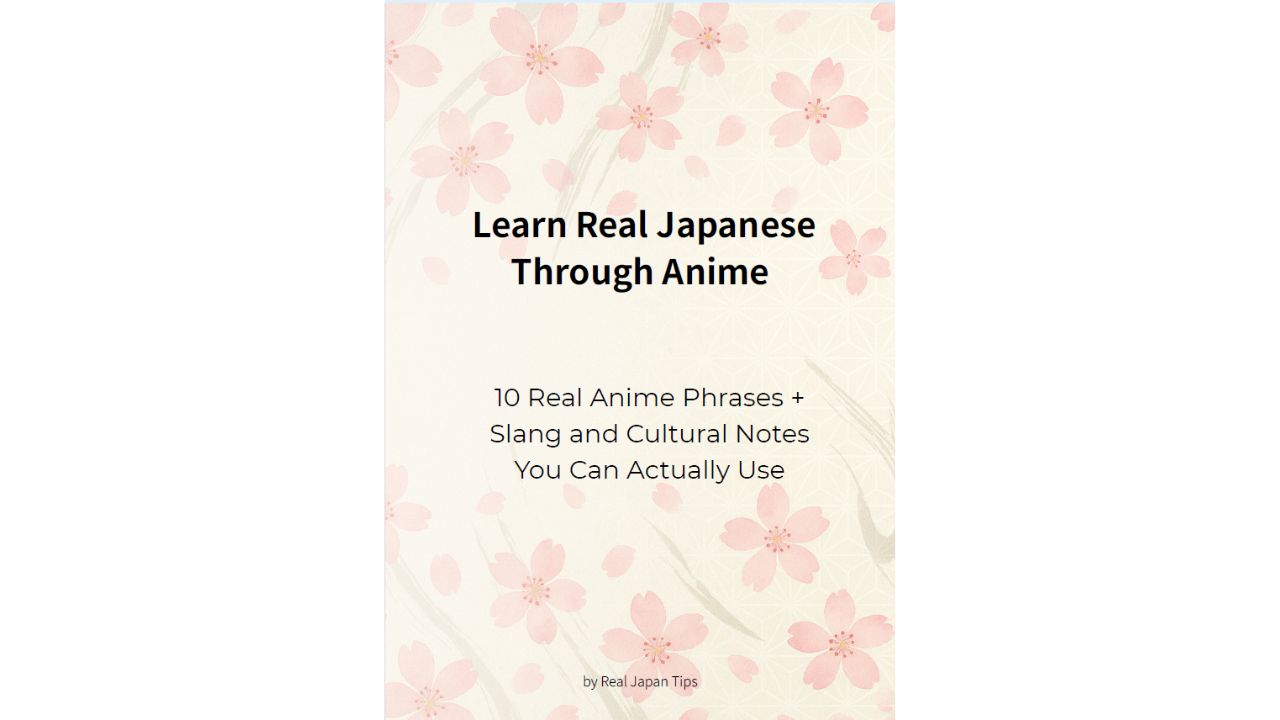 Learn Real Japanese
Through Anime
10 Real Anime Phrases +
Slang and Cultural Notes
You Can Actually Use
by Real Japan Tips